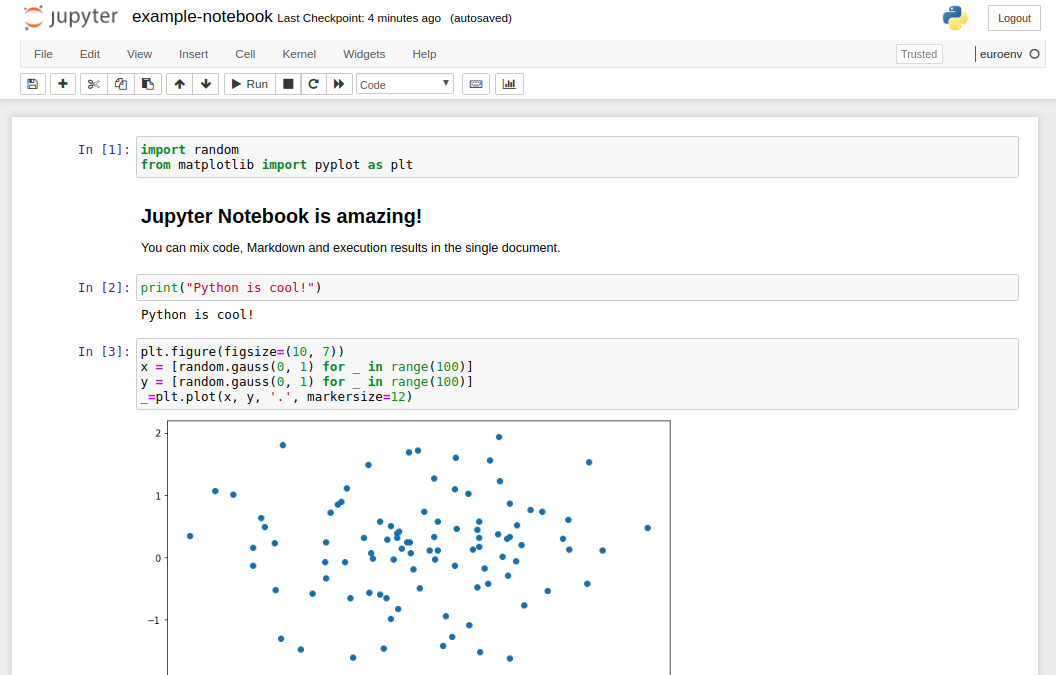 jupyter example-notebook Last Checkpoint: 4 minutes ago (autosaved) Logout
File Edit View Insert Cell Kernel Widgets Help Trusted euroenv
Run Code
In [1]: import random
from matplotlib import pyplot as plt
Jupyter Notebook is amazing!
You can mix code, Markdown and execution results in the single document.
In [2]: print("Python is cool!")
Python is cool!
In [3]: plt.figure(figsize=(10, 7))
x = [random.gauss(0, 1) for _ in range(100)]
y = [random.gauss(0, 1) for _ in range(100)]
_=plt.plot(x, y, '.', markersize=12)
2
1
0
−1